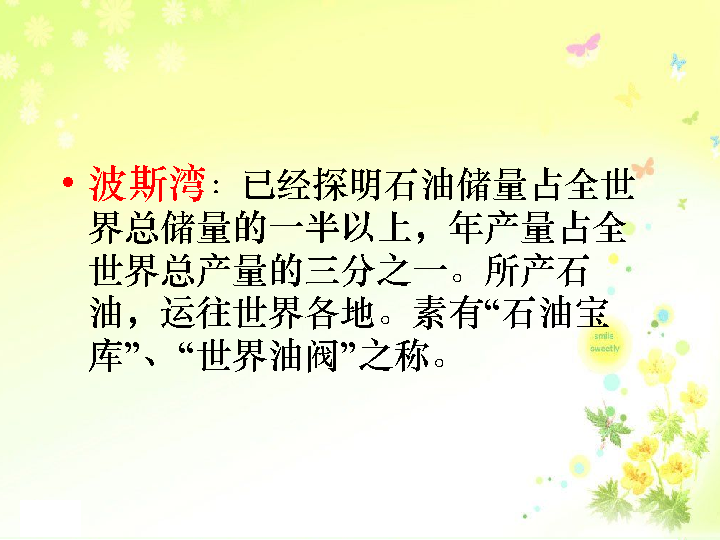 • 波斯湾：已经探明石油储量占全世
界总储量的一半以上，年产量占全
世界总产量的三分之一。所产石
油，运往世界各地。素有“石油宝
库”、“世界油阀”之称。
smile
sweetly